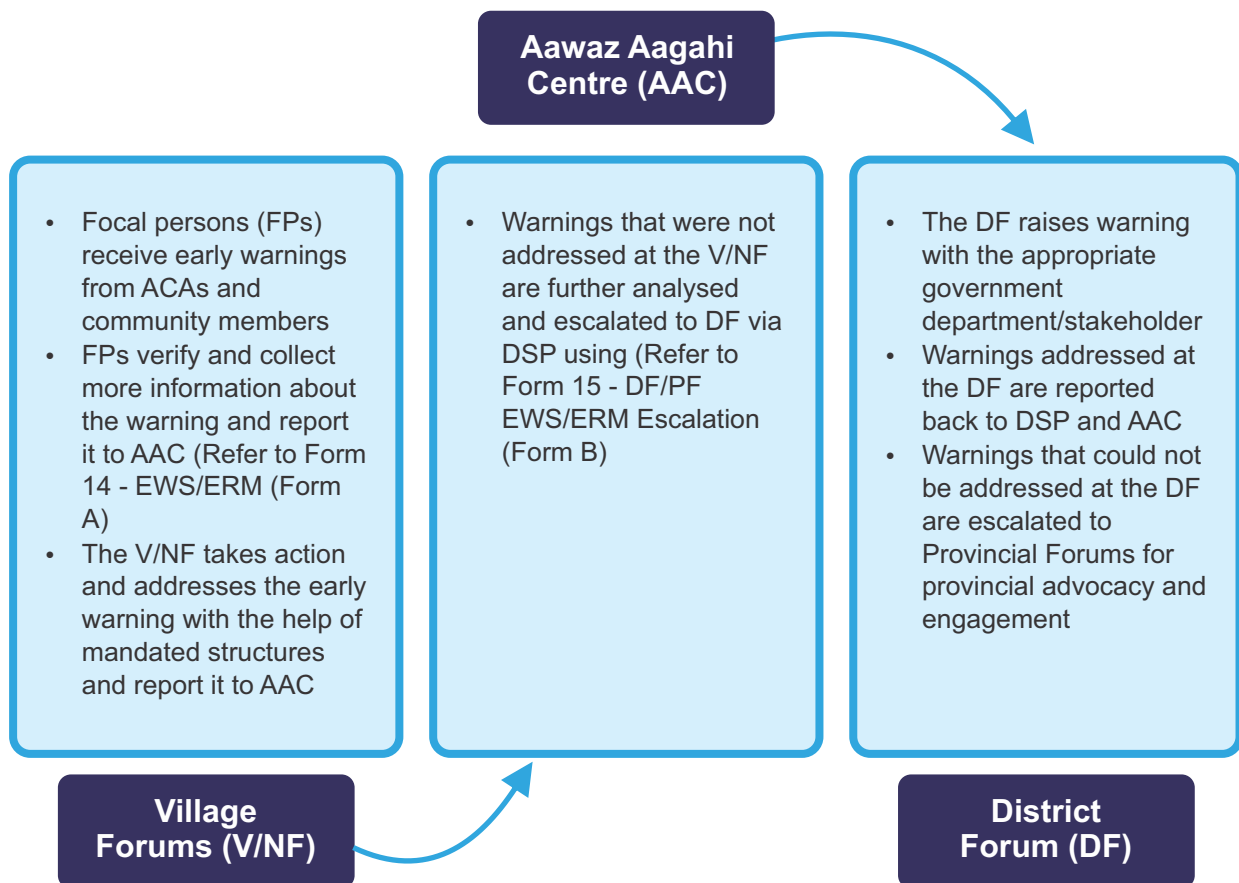 Aawaz Aagahi
Centre (AAC)
• Focal persons (FPs)
receive early warnings
from ACAs and
community members
• FPs verify and collect
more information about
the warning and report
it to AAC (Refer to Form
14 - EWS/ERM (Form
A)
• The V/NF takes action
and addresses the early
warning with the help of
mandated structures
and report it to AAC
• Warnings that were not
addressed at the V/NF
are further analysed
and escalated to DF via
DSP using (Refer to
Form 15 - DF/PF
EWS/ERM Escalation
(Form B)
• The DF raises warning
with the appropriate
government
department/stakeholder
• Warnings addressed at
the DF are reported
back to DSP and AAC
• Warnings that could not
be addressed at the DF
are escalated to
Provincial Forums for
provincial advocacy and
engagement
Village
Forums (V/NF)
District
Forum (DF)